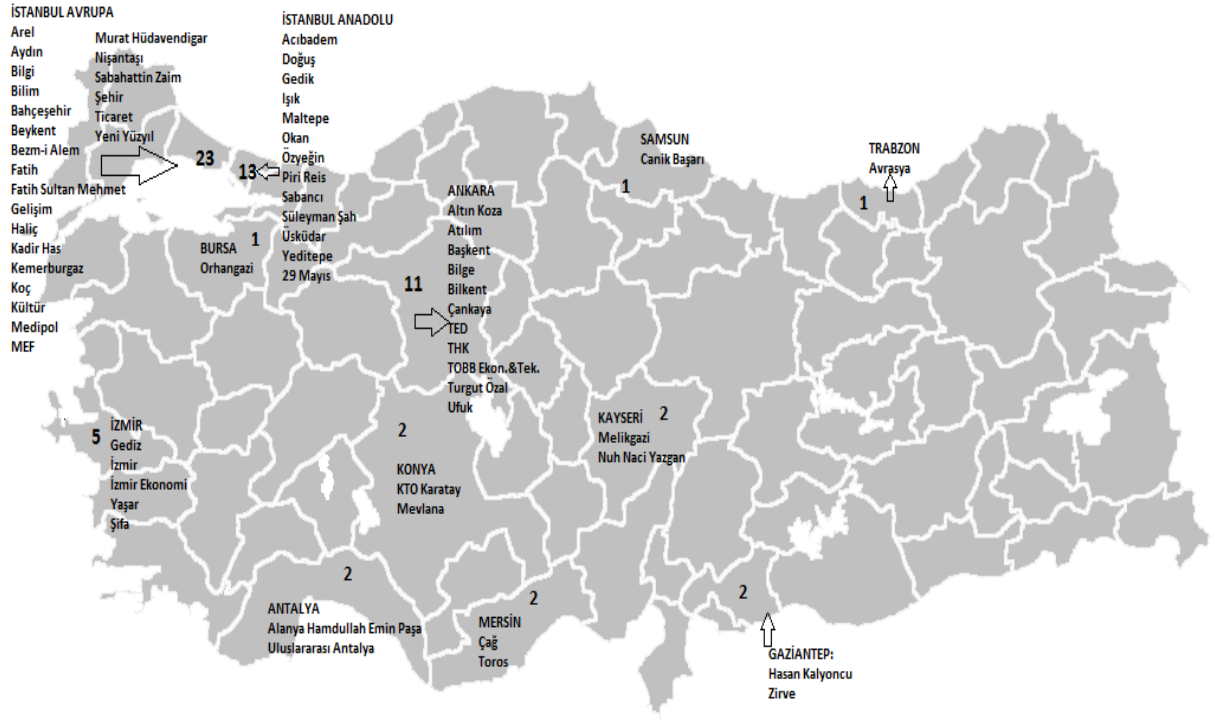 İSTANBUL AVRUPA
Arel
Aydın
Bilgi
Bilim
Bahçeşehir
Beykent
Bezm-i Alem
Fatih
Fatih Sultan Mehmet
Gelişim
Haliç
Kadir Has
Kemerburgaz
Koç
Kültür
Medipol
MEF
Murat Hüdavendigar
Nişantaşı
Sabahattin Zaim
Şehir
Ticaret
Yeni Yüzyıl
23
İSTANBUL ANADOLU
Acıbadem
Doğuş
Gedik
Işık
Maltepe
Okan
Özyeğin
Piri Reis
Sabancı
Süleyman Şah
Üsküdar
Yeditepe
29 Mayıs
13
BURSA
Orhangazi
1
ANKARA
Altın Koza
Atılım
Başkent
Bilge
Bilkent
Çankaya
TED
THK
TOBB Ekon.&Tek.
Turgut Özal
Ufuk
11
SAMSUN
Canik Başarı
1
TRABZON
Avrasya
1
5
İZMİR
Gediz
İzmir
İzmir Ekonomi
Yaşar
Şifa
2
KONYA
KTO Karatay
Mevlana
KAYSERİ
2
Melikgazi
Nuh Naci Yazgan
2
ANTALYA
Alanya Hamdullah Emin Paşa
Uluslararası Antalya
2
MERSİN
Çağ
Toros
2
GAZİANTEP:
Hasan Kalyoncu
Zirve